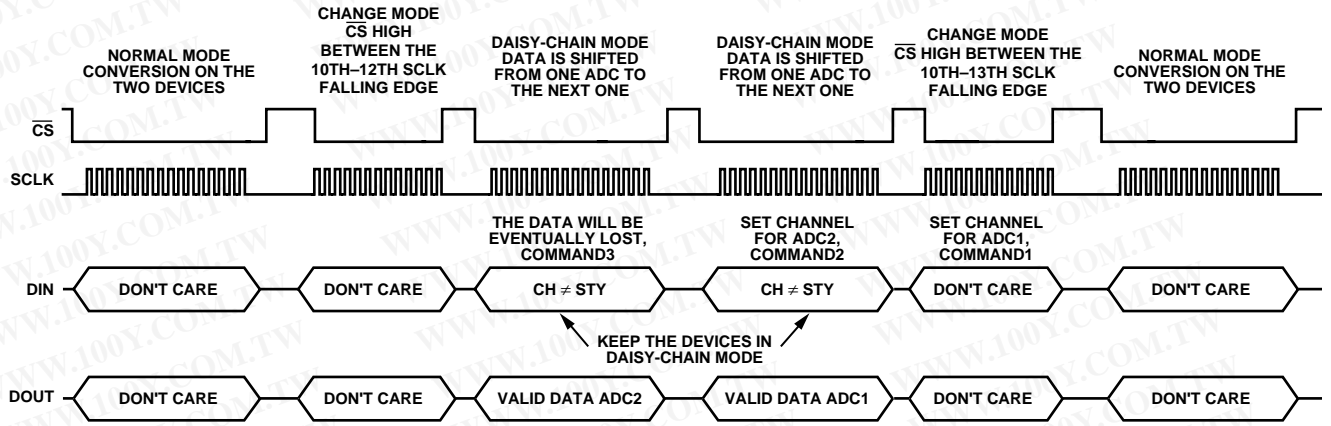 NORMAL MODE
CONVERSION ON THE
TWO DEVICES
CHANGE MODE
CS HIGH
BETWEEN THE
10TH–12TH SCLK
FALLING EDGE
DAISY-CHAIN MODE
DATA IS SHIFTED
FROM ONE ADC TO
THE NEXT ONE
DAISY-CHAIN MODE
DATA IS SHIFTED
FROM ONE ADC TO
THE NEXT ONE
CHANGE MODE
CS HIGH BETWEEN THE
10TH–13TH SCLK
FALLING EDGE
NORMAL MODE
CONVERSION ON THE
TWO DEVICES
CS
SCLK
THE DATA WILL BE
EVENTUALLY LOST,
COMMAND3
SET CHANNEL
FOR ADC2,
COMMAND2
SET CHANNEL
FOR ADC1,
COMMAND1
DIN
DON'T CARE
DON'T CARE
CH ≠ STY
CH ≠ STY
DON'T CARE
DON'T CARE
KEEP THE DEVICES IN
DAISY-CHAIN MODE
DOUT
DON'T CARE
DON'T CARE
VALID DATA ADC2
VALID DATA ADC1
DON'T CARE
DON'T CARE
WWW.100Y.COM.TW